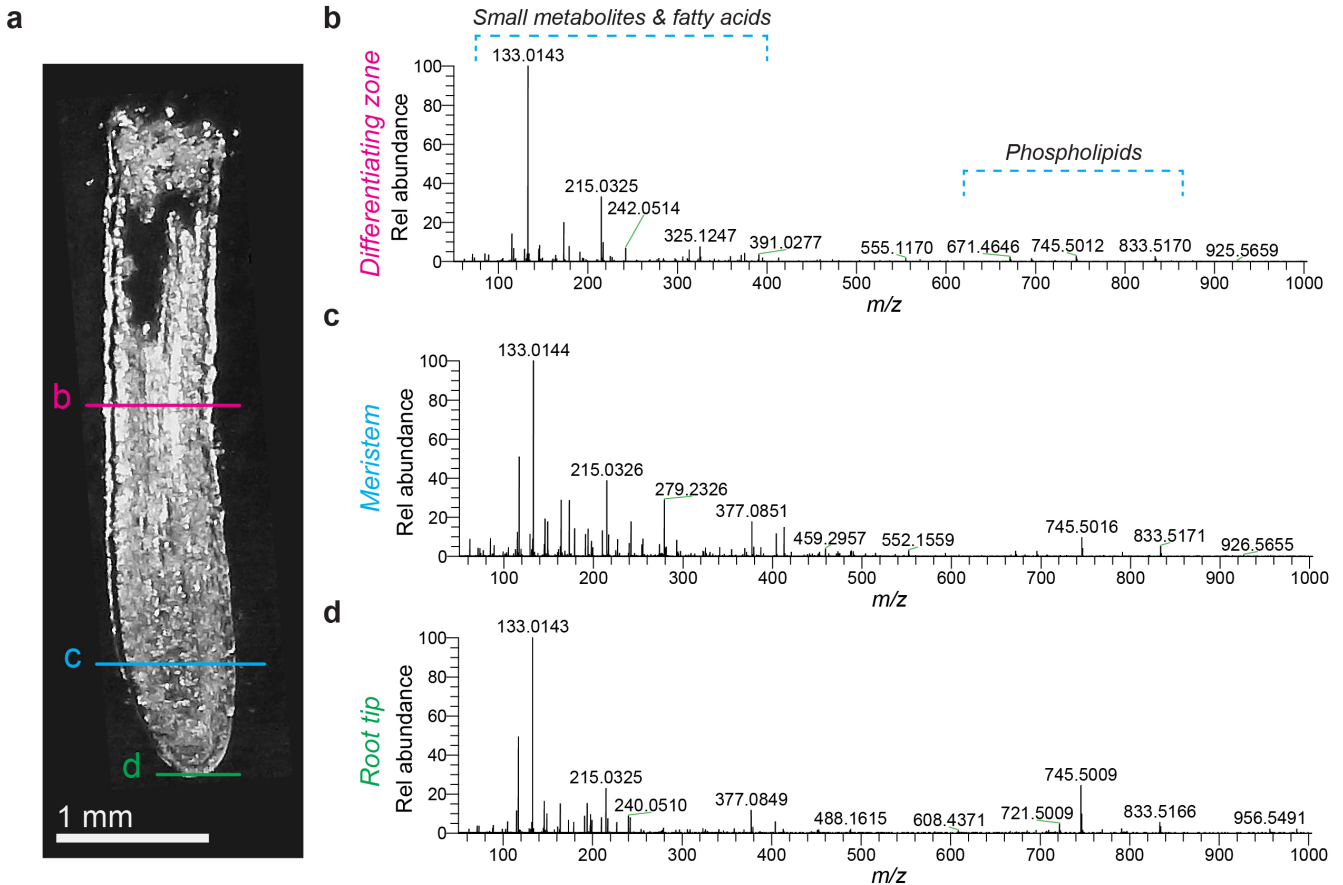 a
b
c
d
1 mm
b
Small metabolites & fatty acids
Phospholipids
Differentiating zone
Rel abundance
100
80
60
40
20
0
133.0143
215.0325
242.0514
325.1247
391.0277
555.1170
671.4646
745.5012
833.5170
925.5659
100 200 300 400 500 600 700 800 900 1000
m/z
c
Meristem
Rel abundance
100
80
60
40
20
0
133.0144
215.0326
279.2326
377.0851
459.2957
552.1559
745.5016
833.5171
926.5655
100 200 300 400 500 600 700 800 900 1000
m/z
d
Root tip
Rel abundance
100
80
60
40
20
0
133.0143
215.0325
240.0510
377.0849
488.1615
608.4371
721.5009
745.5009
833.5166
956.5491
100 200 300 400 500 600 700 800 900 1000
m/z